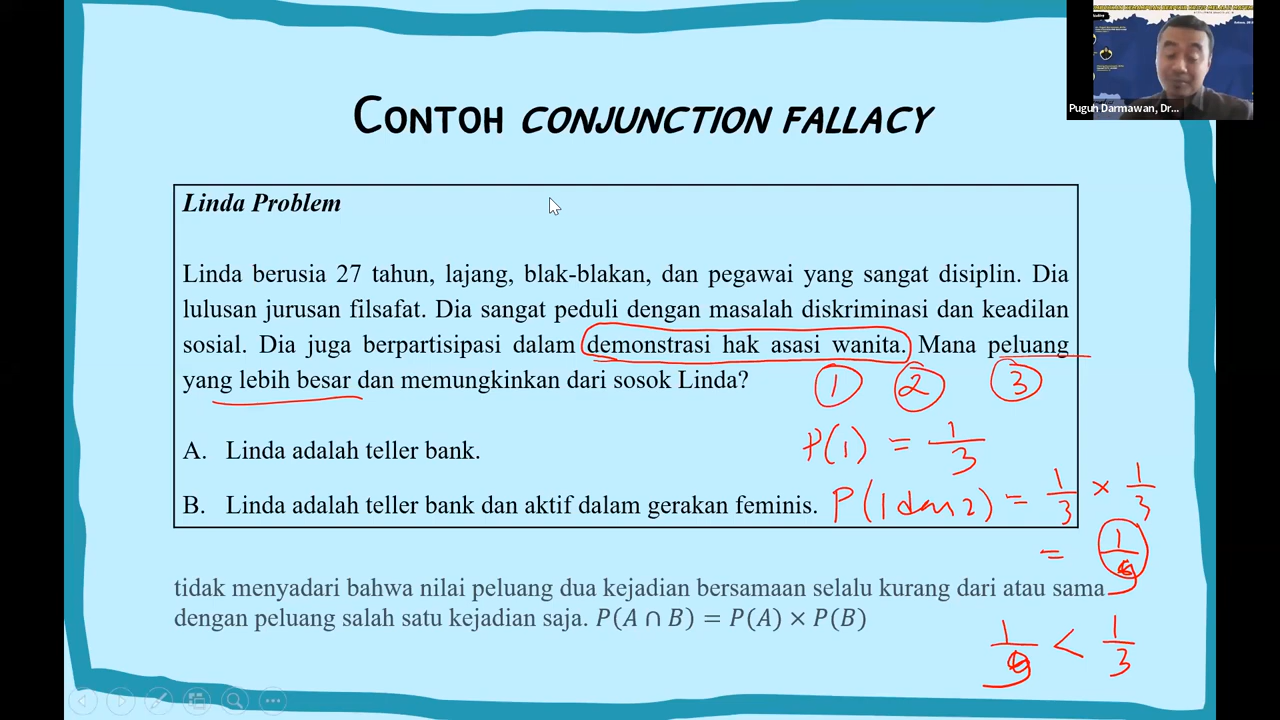 CONTOH CONJUNCTION FALLACY
Puguh Darmawan, Dr...
Linda Problem
Linda berusia 27 tahun, lajang, blak-blakan, dan pegawai yang sangat disiplin. Dia
lulusan jurusan filsafat. Dia sangat peduli dengan masalah diskriminasi dan keadilan
sosial. Dia juga berpartisipasi dalam demonstrasi hak asasi wanita. Mana peluang
yang lebih besar dan memungkinkan dari sosok Linda?
1 2 3
A. Linda adalah teller bank.
P(1) = 1/3
B. Linda adalah teller bank dan aktif dalam gerakan feminis.
P(1 dan 2) = 1/3 × 1/3
= 1/9
tidak menyadari bahwa nilai peluang dua kejadian bersamaan selalu kurang dari atau sama
dengan peluang salah satu kejadian saja. P(A ∩ B) = P(A) × P(B)
1/9 < 1/3